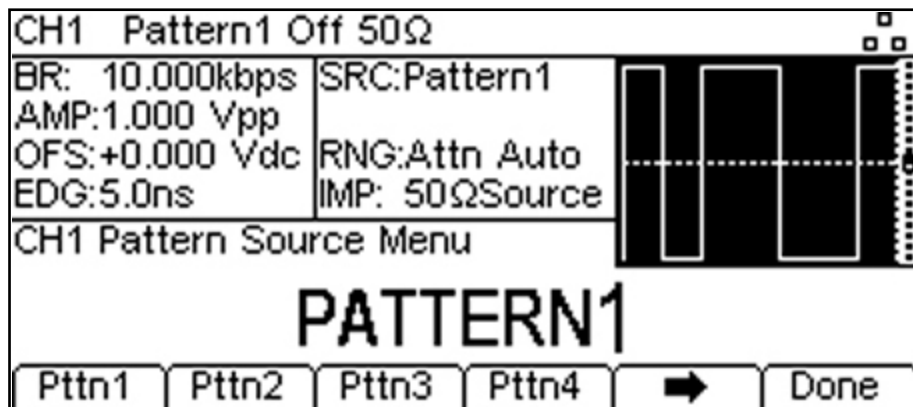 CH1 Pattern1 Off 50Ω
BR: 10.000kbps
AMP:1.000 Vpp
OFS:+0.000 Vdc
EDG:5.0ns
SRC:Pattern1
RNG:Attn Auto
IMP: 50ΩSource
CH1 Pattern Source Menu
PATTERN1
Pttn1 Pttn2 Pttn3 Pttn4 ➡ Done